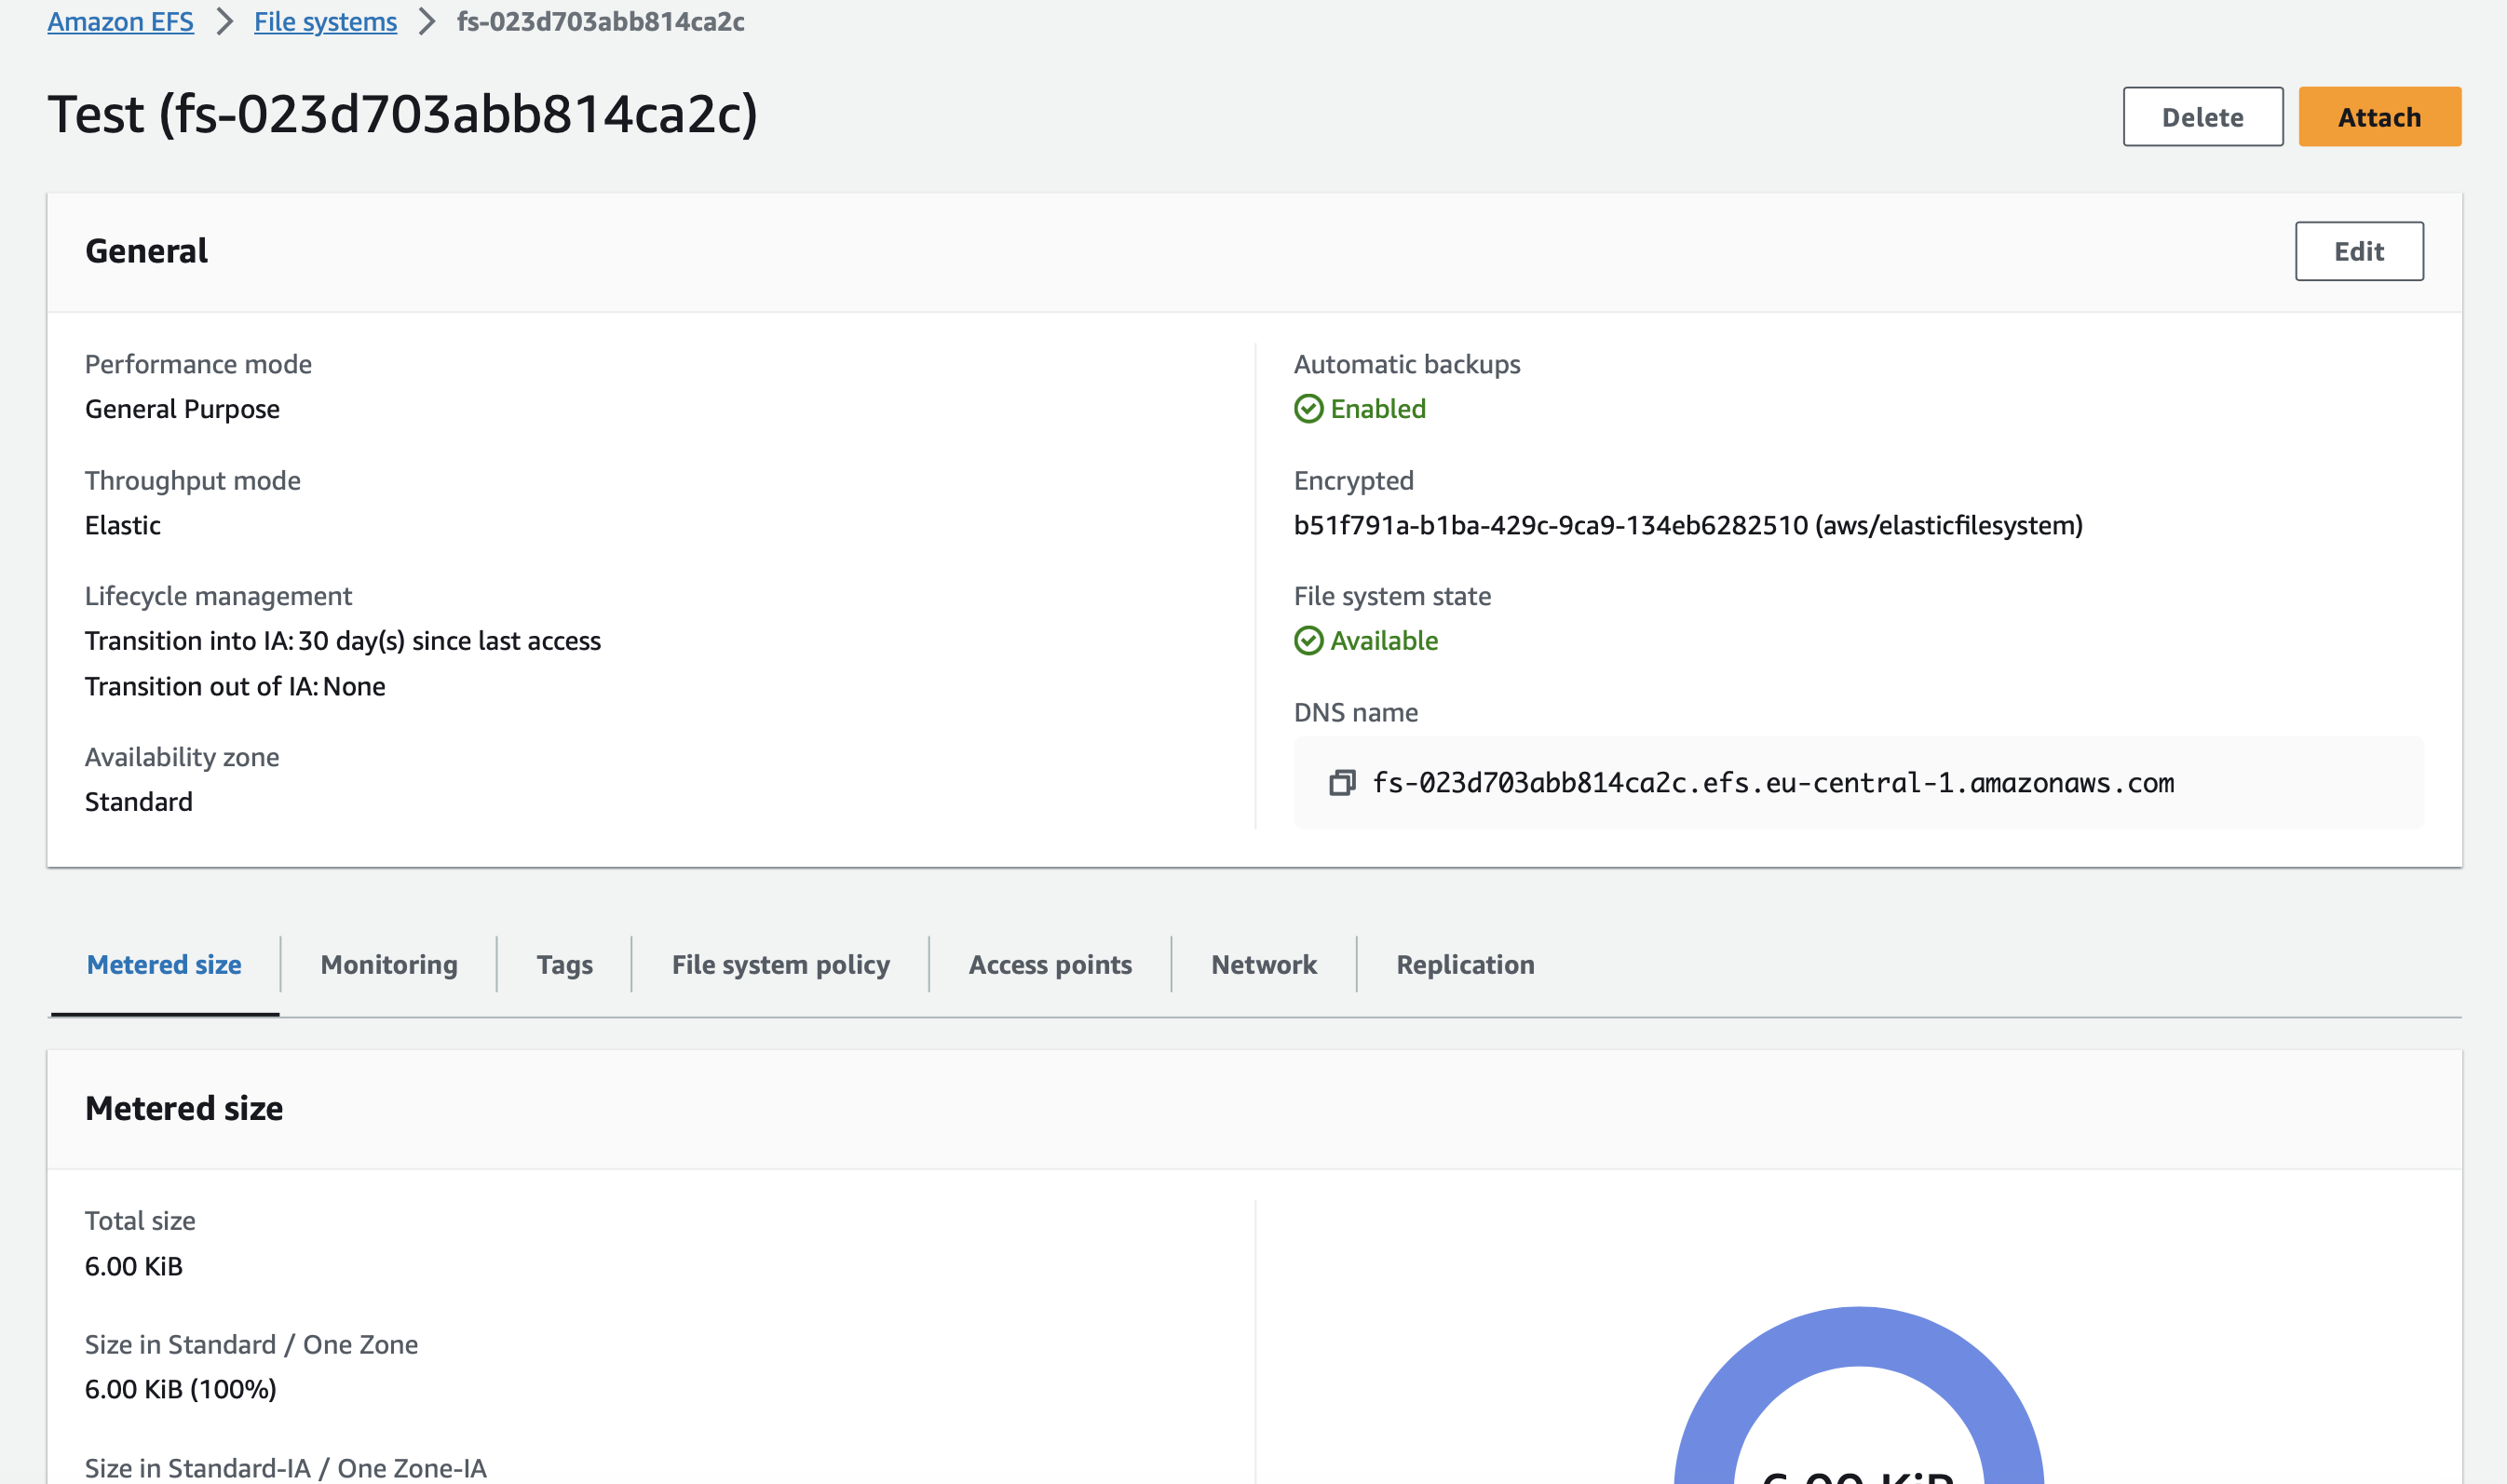 Amazon EFS > File systems > fs-023d703abb814ca2c
Test (fs-023d703abb814ca2c)
Delete
Attach
General
Edit
Performance mode
General Purpose
Throughput mode
Elastic
Lifecycle management
Transition into IA: 30 day(s) since last access
Transition out of IA: None
Availability zone
Standard
Automatic backups
Enabled
Encrypted
b51f791a-b1ba-429c-9ca9-134eb6282510 (aws/elasticfilesystem)
File system state
Available
DNS name
fs-023d703abb814ca2c.efs.eu-central-1.amazonaws.com
Metered size
Monitoring
Tags
File system policy
Access points
Network
Replication
Metered size
Total size
6.00 KiB
Size in Standard / One Zone
6.00 KiB (100%)
Size in Standard-IA / One Zone-IA
6.00 KiB